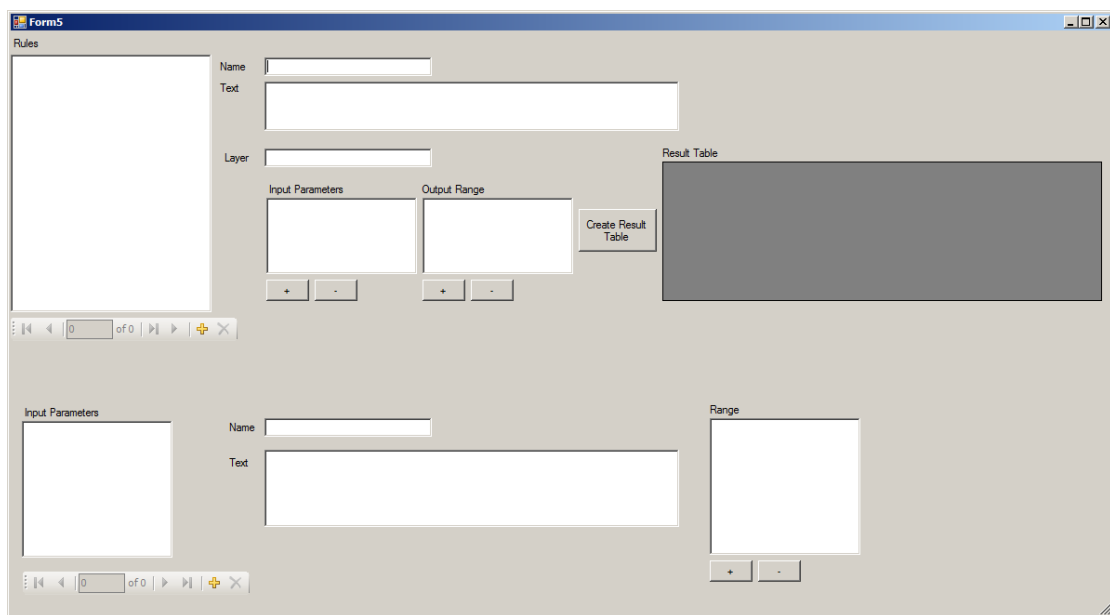 Form5
Rules
Name
Text
Layer
Result Table
Input Parameters
Output Range
Create Result
Table
+
-
+
-
0
of 0
Input Parameters
Name
Text
Range
0
of 0
+
-